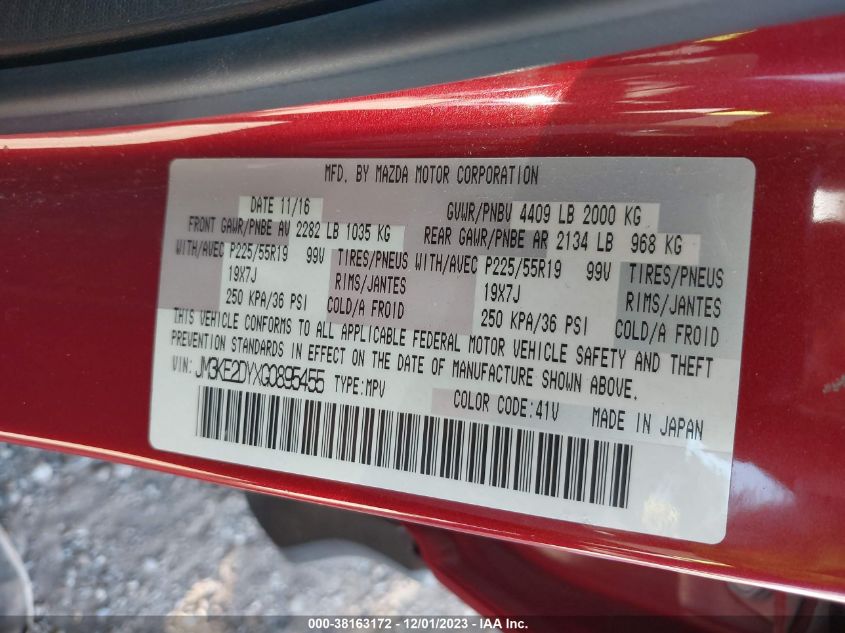 MFD. BY MAZDA MOTOR CORPORATION
DATE 11/16 GVWR/PNBV 4409 LB 2000 KG
FRONT GAWR/PNBE AV 2282 LB 1035 KG REAR GAWR/PNBE AR 2134 LB 968 KG
WITH/AVEC P225/55R19 99V TIRES/PNEUS WITH/AVEC P225/55R19 99V TIRES/PNEUS
19X7J RIMS/JANTES 19X7J RIMS/JANTES
250 KPA/36 PSI COLD/A FROID 250 KPA/36 PSI COLD/A FROID
THIS VEHICLE CONFORMS TO ALL APPLICABLE FEDERAL MOTOR VEHICLE SAFETY AND THEFT
PREVENTION STANDARDS IN EFFECT ON THE DATE OF MANUFACTURE SHOWN ABOVE.
VIN: JM3KE2DYXG0895455 TYPE:MPV
COLOR CODE:41V MADE IN JAPAN
000-38163172 - 12/01/2023 - IAAI.COM